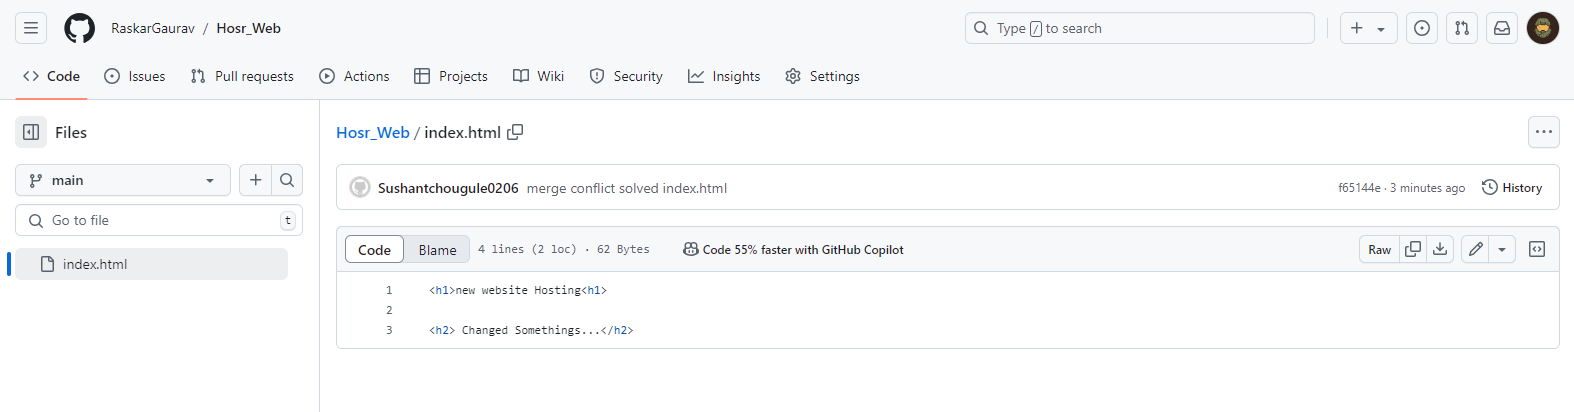 RaskarGaurav / Hosr_Web
Type / to search
Code Issues Pull requests Actions Projects Wiki Security Insights Settings
Files
main
Go to file t
index.html
Hosr_Web / index.html
Sushantchougule0206 merge conflict solved index.html
f65144e · 3 minutes ago History
Code Blame 4 lines (2 loc) · 62 Bytes Code 55% faster with GitHub Copilot Raw
1 <h1>new website Hosting<h1>
2
3 <h2> Changed Somethings...</h2>